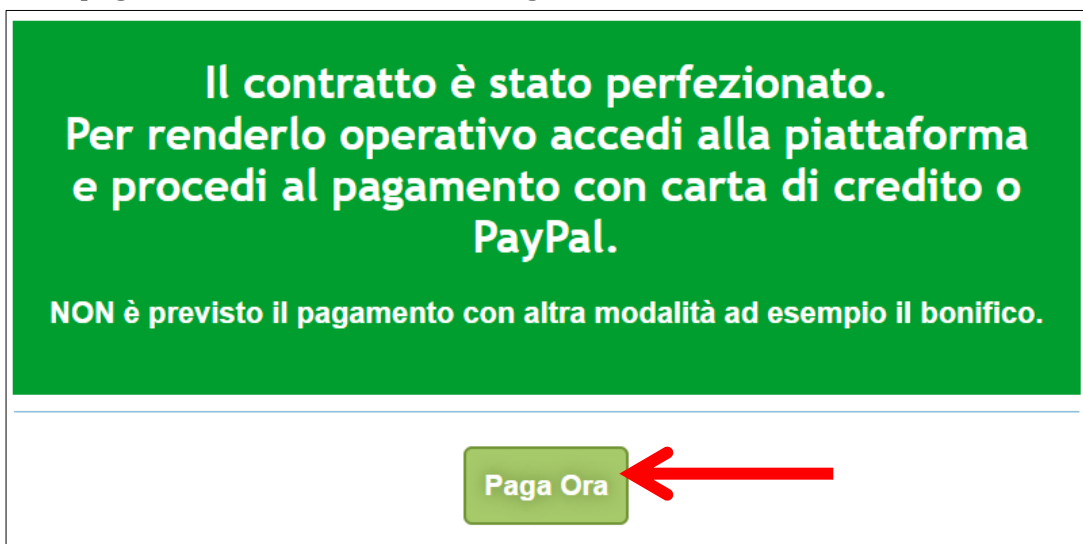 Il contratto è stato perfezionato.
Per renderlo operativo accedi alla piattaforma
e procedi al pagamento con carta di credito o
PayPal.
NON è previsto il pagamento con altra modalità ad esempio il bonifico.
Paga Ora